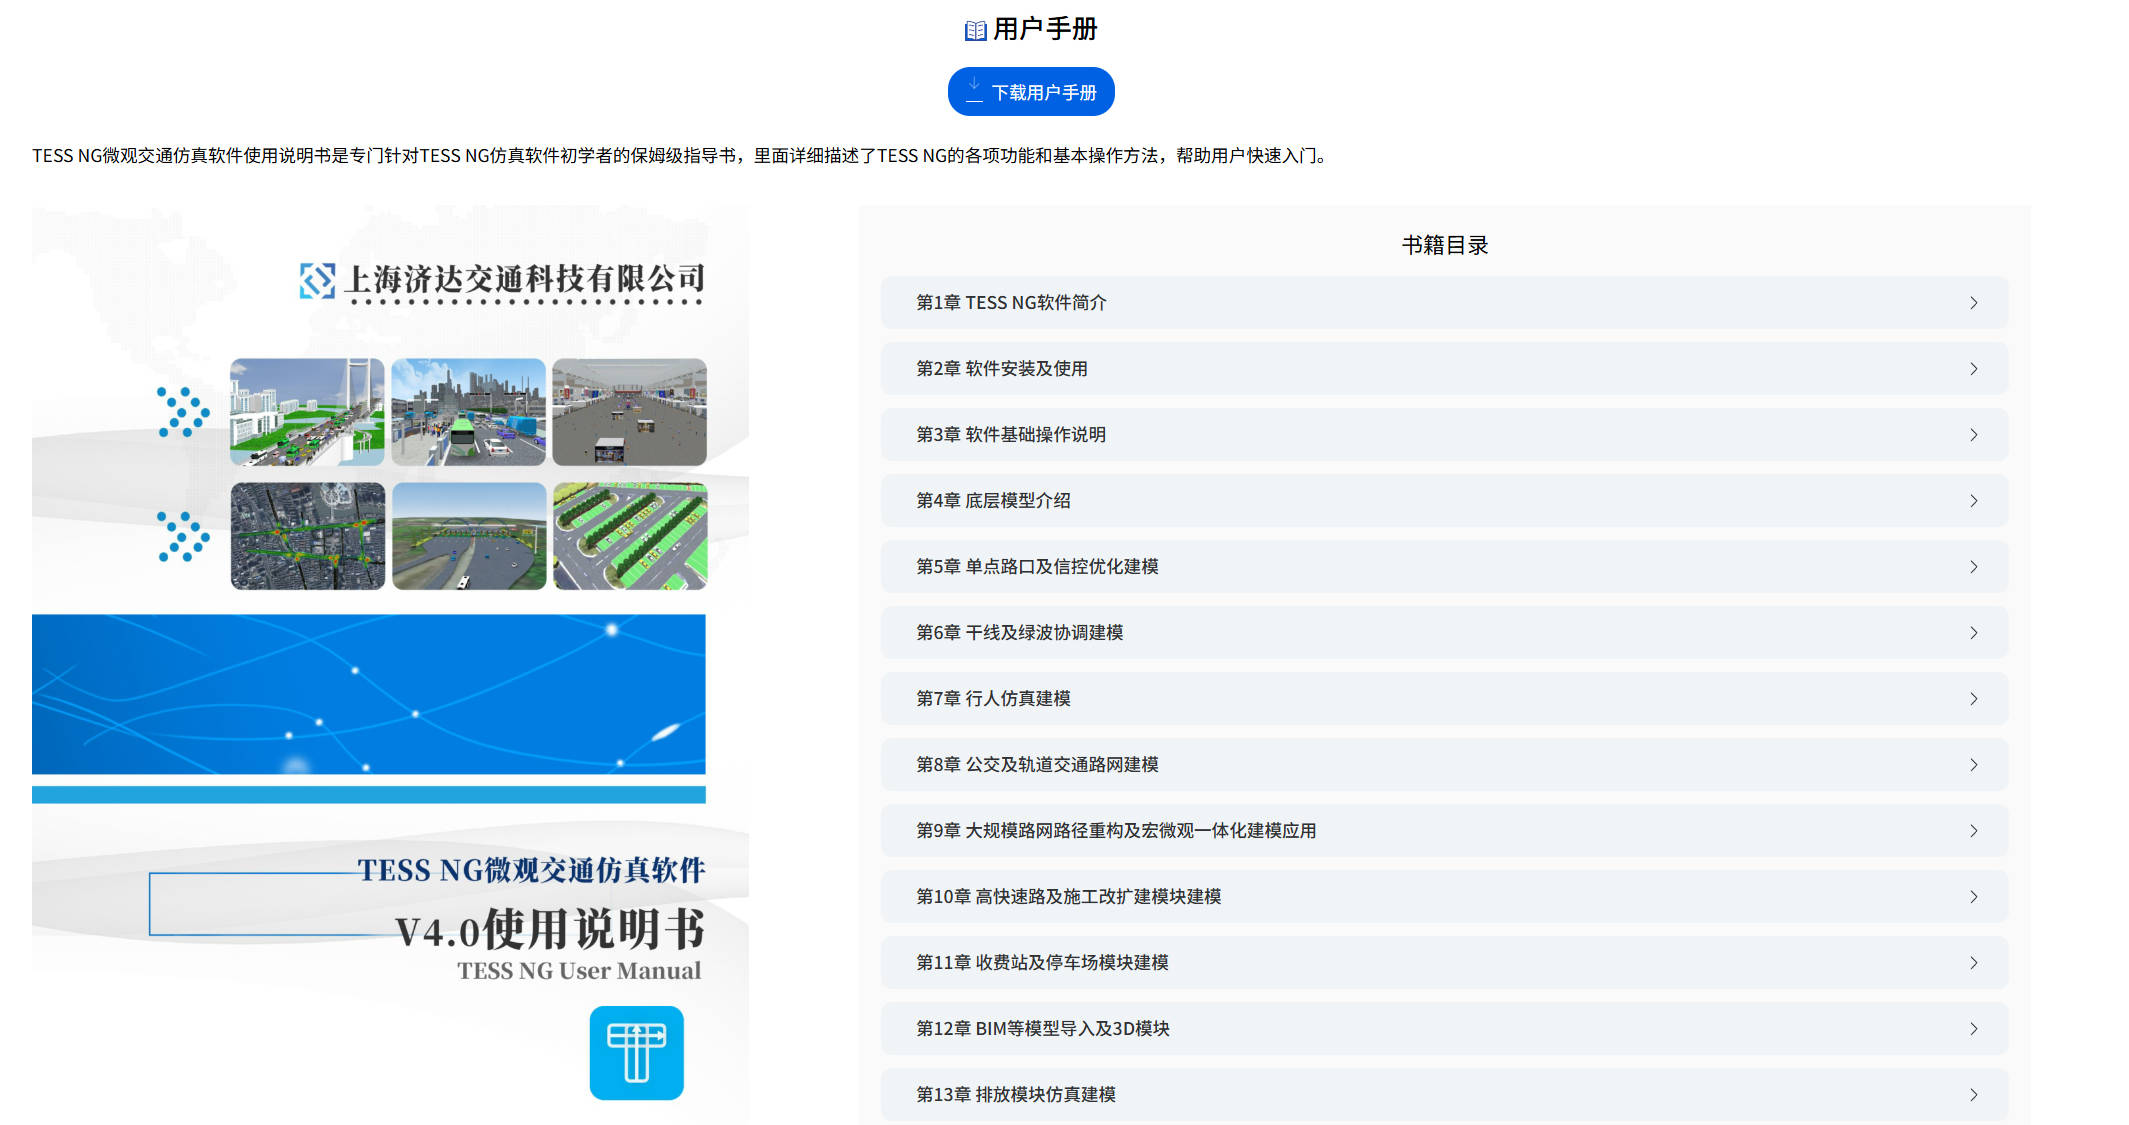 用户手册
下载用户手册
TESS NG微观交通仿真软件使用说明书是专门针对TESS NG仿真软件初学者的保姆级指导书，里面详细描述了TESS NG的各项功能和基本操作方法，帮助用户快速入门。
上海济达交通科技有限公司
TESS NG微观交通仿真软件
V4.0使用说明书
TESS NG User Manual
书籍目录
第1章 TESS NG软件简介
第2章 软件安装及使用
第3章 软件基础操作说明
第4章 底层模型介绍
第5章 单点路口及信控优化建模
第6章 干线及绿波协调建模
第7章 行人仿真建模
第8章 公交及轨道交通路网建模
第9章 大规模路网路径重构及宏微观一体化建模应用
第10章 高快速路及施工改扩建模块建模
第11章 收费站及停车场模块建模
第12章 BIM等模型导入及3D模块
第13章 排放模块仿真建模